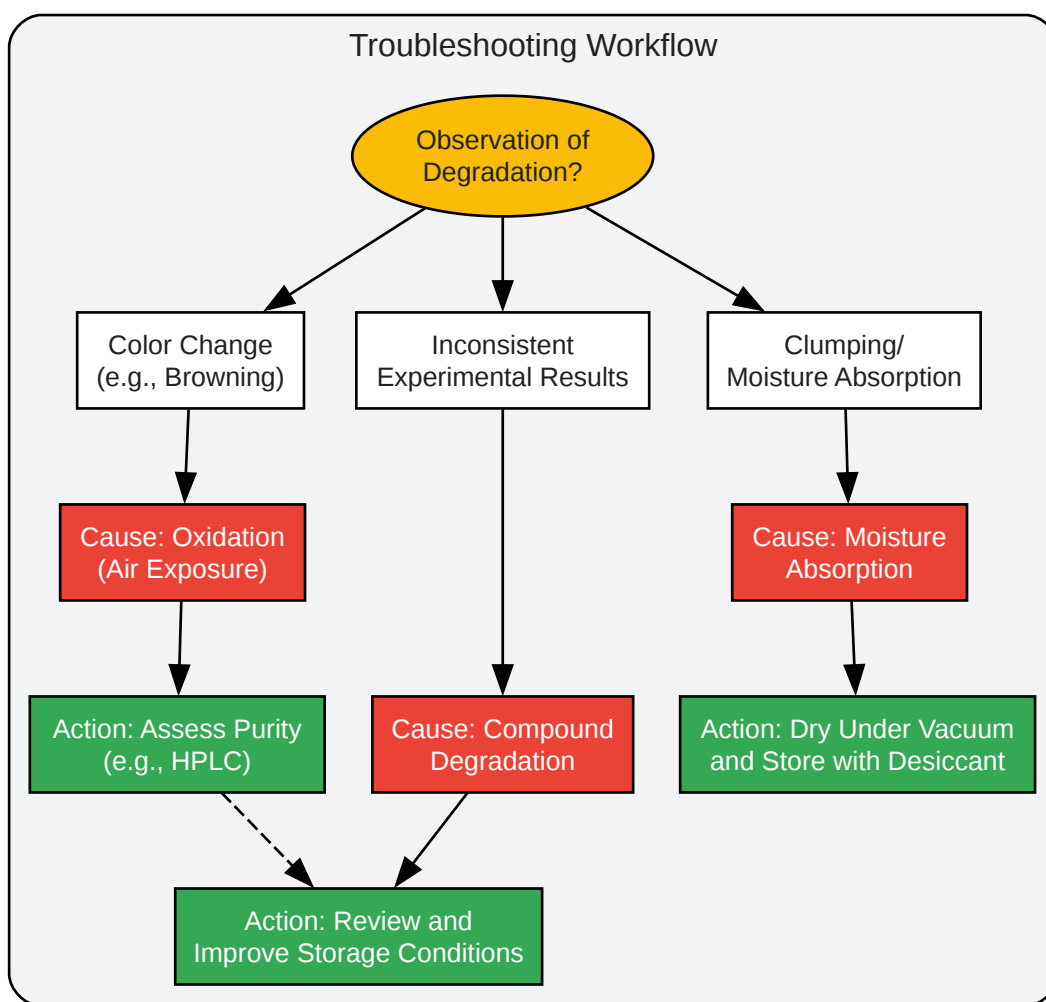 Troubleshooting Workflow
Observation of
Degradation?
Color Change
(e.g., Browning)
Inconsistent
Experimental Results
Clumping/
Moisture Absorption
Cause: Oxidation
(Air Exposure)
Cause: Moisture
Absorption
Action: Assess Purity
(e.g., HPLC)
Cause: Compound
Degradation
Action: Dry Under Vacuum
and Store with Desiccant
Action: Review and
Improve Storage Conditions